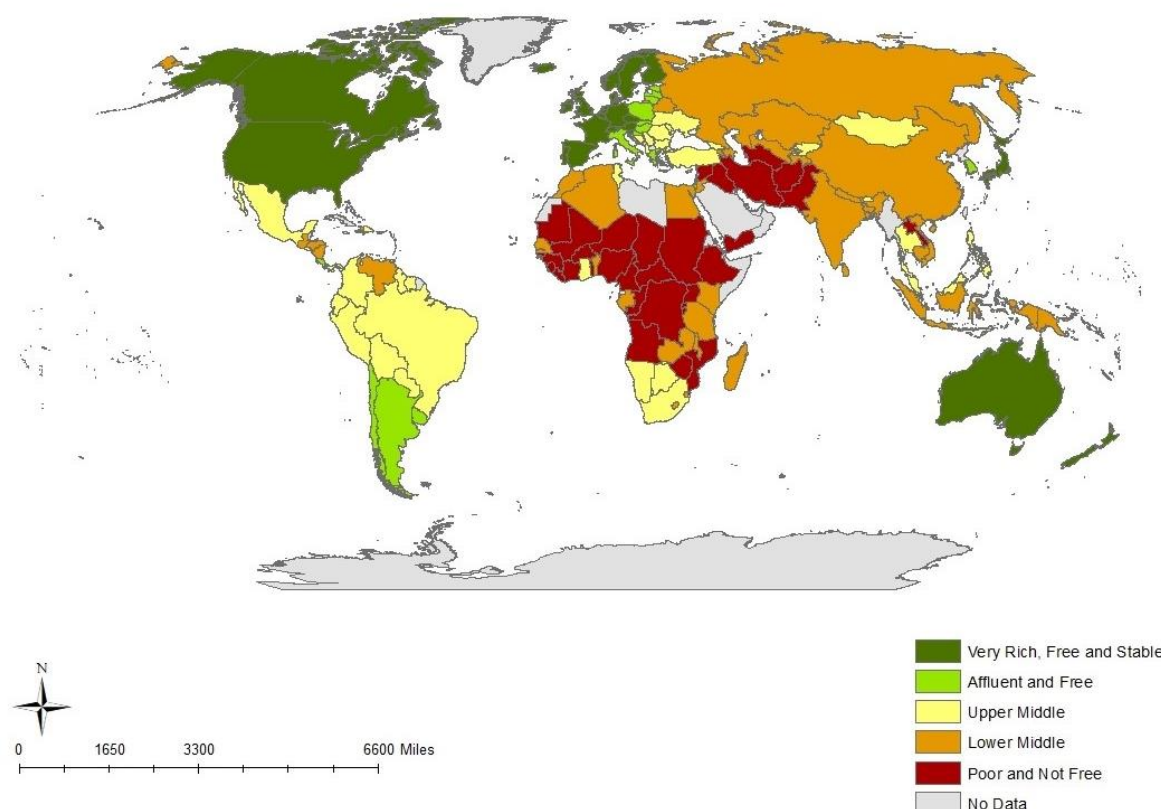 Very Rich, Free and Stable
Affluent and Free
Upper Middle
Lower Middle
Poor and Not Free
No Data
N
0 1650 3300 6600 Miles